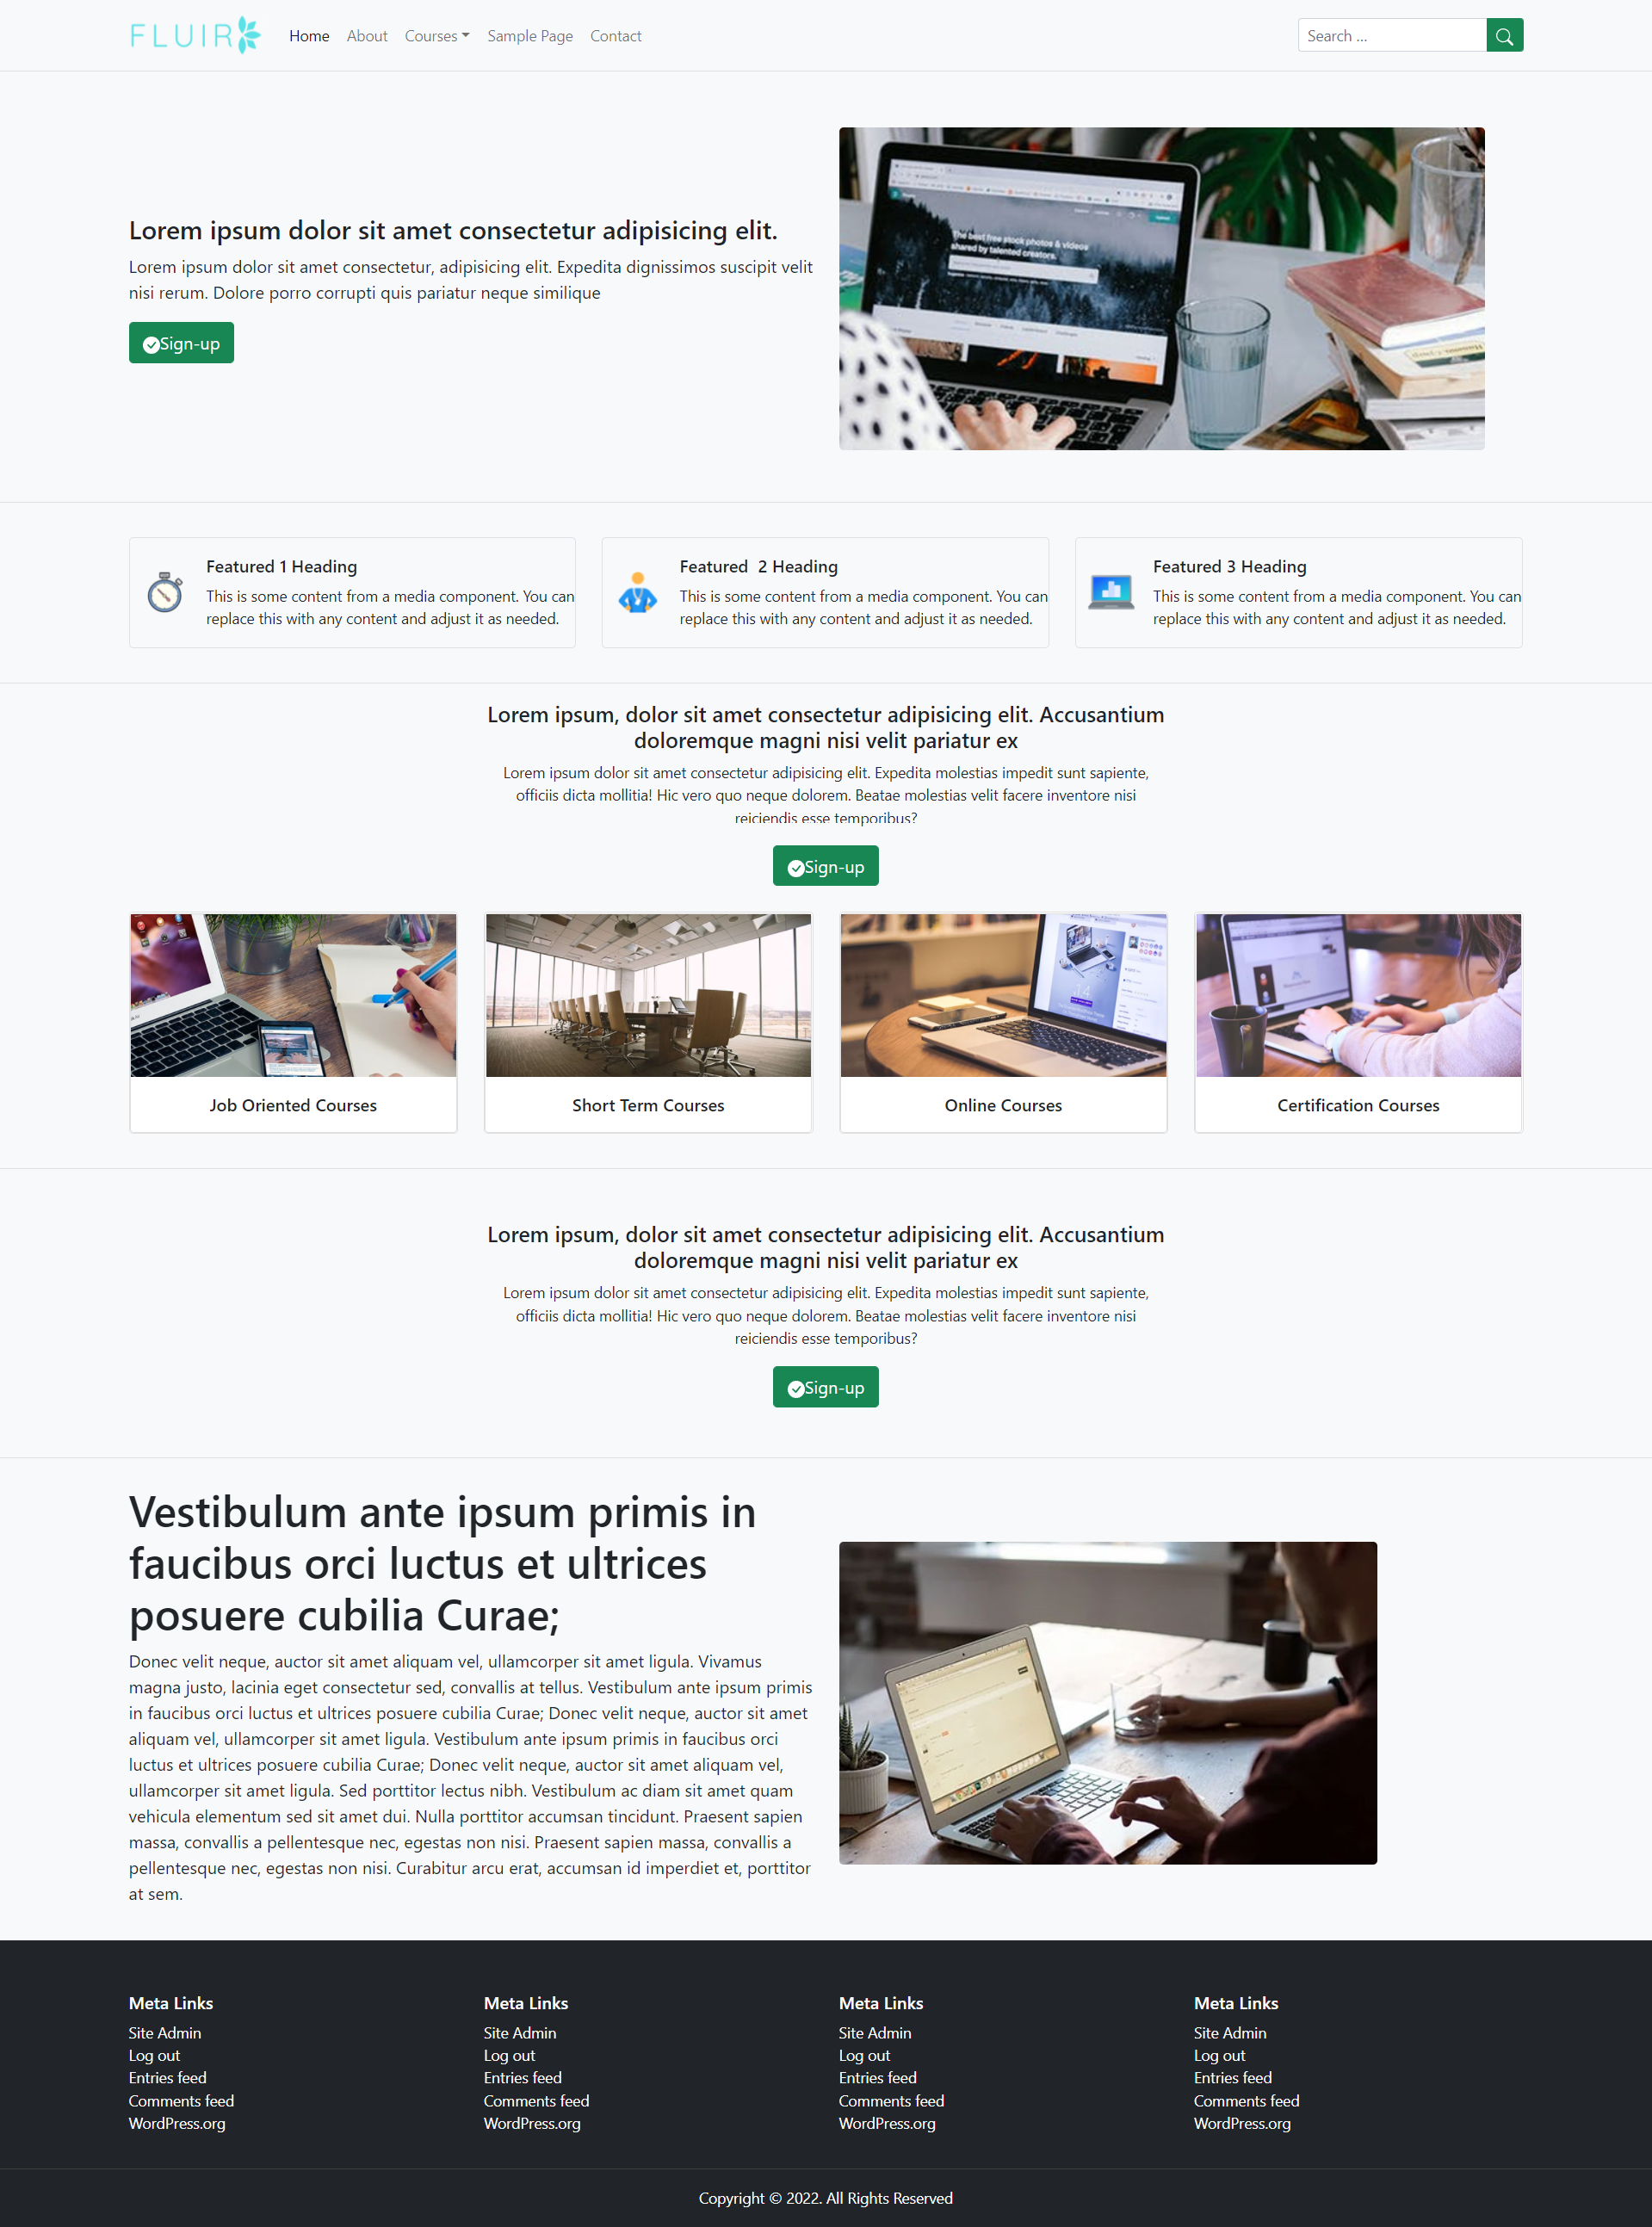 FLUIR
Home About Courses Sample Page Contact
Search ...
Lorem ipsum dolor sit amet consectetur adipisicing elit.
Lorem ipsum dolor sit amet consectetur, adipisicing elit. Expedita dignissimos suscipit velit
nisi rerum. Dolore porro corrupti quis pariatur neque similique
Sign-up
The best free stock photos & videos
shared by talented creators.
Featured 1 Heading
This is some content from a media component. You can
replace this with any content and adjust it as needed.
Featured 2 Heading
This is some content from a media component. You can
replace this with any content and adjust it as needed.
Featured 3 Heading
This is some content from a media component. You can
replace this with any content and adjust it as needed.
Lorem ipsum, dolor sit amet consectetur adipisicing elit. Accusantium
doloremque magni nisi velit pariatur ex
Lorem ipsum dolor sit amet consectetur adipisicing elit. Expedita molestias impedit sunt sapiente,
officiis dicta mollitia! Hic vero quo neque dolorem. Beatae molestias velit facere inventore nisi
reiciendis esse temporibus?
Sign-up
Job Oriented Courses
Short Term Courses
Online Courses
Certification Courses
Lorem ipsum, dolor sit amet consectetur adipisicing elit. Accusantium
doloremque magni nisi velit pariatur ex
Lorem ipsum dolor sit amet consectetur adipisicing elit. Expedita molestias impedit sunt sapiente,
officiis dicta mollitia! Hic vero quo neque dolorem. Beatae molestias velit facere inventore nisi
reiciendis esse temporibus?
Sign-up
Vestibulum ante ipsum primis in
faucibus orci luctus et ultrices
posuere cubilia Curae;
Donec velit neque, auctor sit amet aliquam vel, ullamcorper sit amet ligula. Vivamus
magna justo, lacinia eget consectetur sed, convallis at tellus. Vestibulum ante ipsum primis
in faucibus orci luctus et ultrices posuere cubilia Curae; Donec velit neque, auctor sit amet
aliquam vel, ullamcorper sit amet ligula. Vestibulum ante ipsum primis in faucibus orci
luctus et ultrices posuere cubilia Curae; Donec velit neque, auctor sit amet aliquam vel,
ullamcorper sit amet ligula. Sed porttitor lectus nibh. Vestibulum ac diam sit amet quam
vehicula elementum sed sit amet dui. Nulla porttitor accumsan tincidunt. Praesent sapien
massa, convallis a pellentesque nec, egestas non nisi. Praesent sapien massa, convallis a
pellentesque nec, egestas non nisi. Curabitur arcu erat, accumsan id imperdiet et, porttitor
at sem.
Meta Links
Site Admin
Log out
Entries feed
Comments feed
WordPress.org
Meta Links
Site Admin
Log out
Entries feed
Comments feed
WordPress.org
Meta Links
Site Admin
Log out
Entries feed
Comments feed
WordPress.org
Meta Links
Site Admin
Log out
Entries feed
Comments feed
WordPress.org
Copyright © 2022. All Rights Reserved